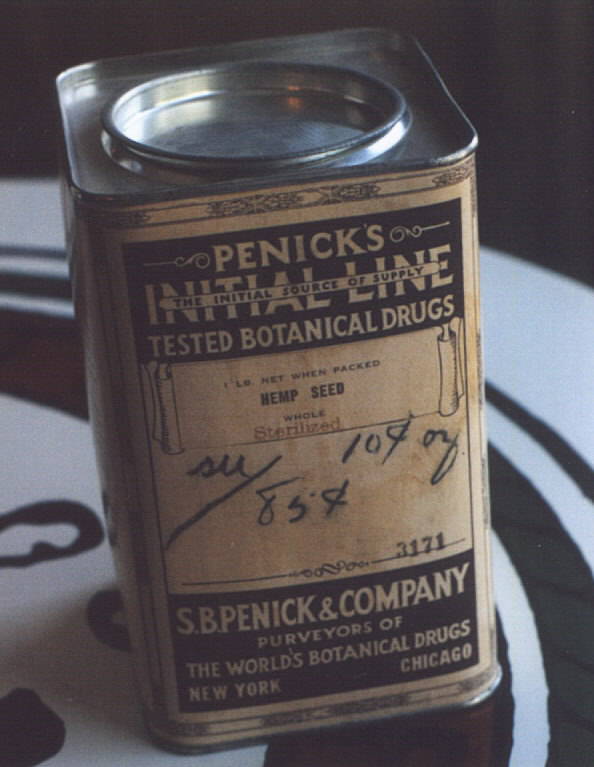 PENICK'S
INITIAL LINE
THE INITIAL SOURCE OF SUPPLY
TESTED BOTANICAL DRUGS
1 LB. NET WHEN PACKED
HEMP SEED
WHOLE
Sterilized
10¢ oz
85¢
3171
S.B.PENICK & COMPANY
PURVEYORS OF
THE WORLD'S BOTANICAL DRUGS
NEW YORK CHICAGO